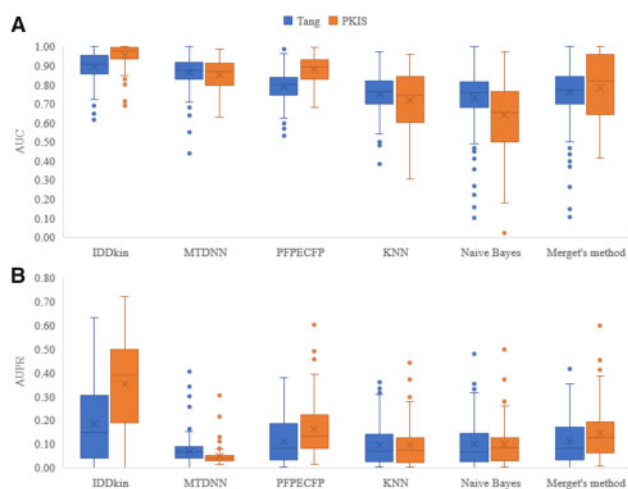 Tang PKIS
A
1.00
0.90
0.80
0.70
0.60
0.50
0.40
0.30
0.20
0.10
0.00
AUC
IDDkin MTDNN PFPECFP KNN Naive Bayes Merget's method
B
0.80
0.70
0.60
0.50
0.40
0.30
0.20
0.10
0.00
AUPR
IDDkin MTDNN PFPECFP KNN Naive Bayes Merget's method